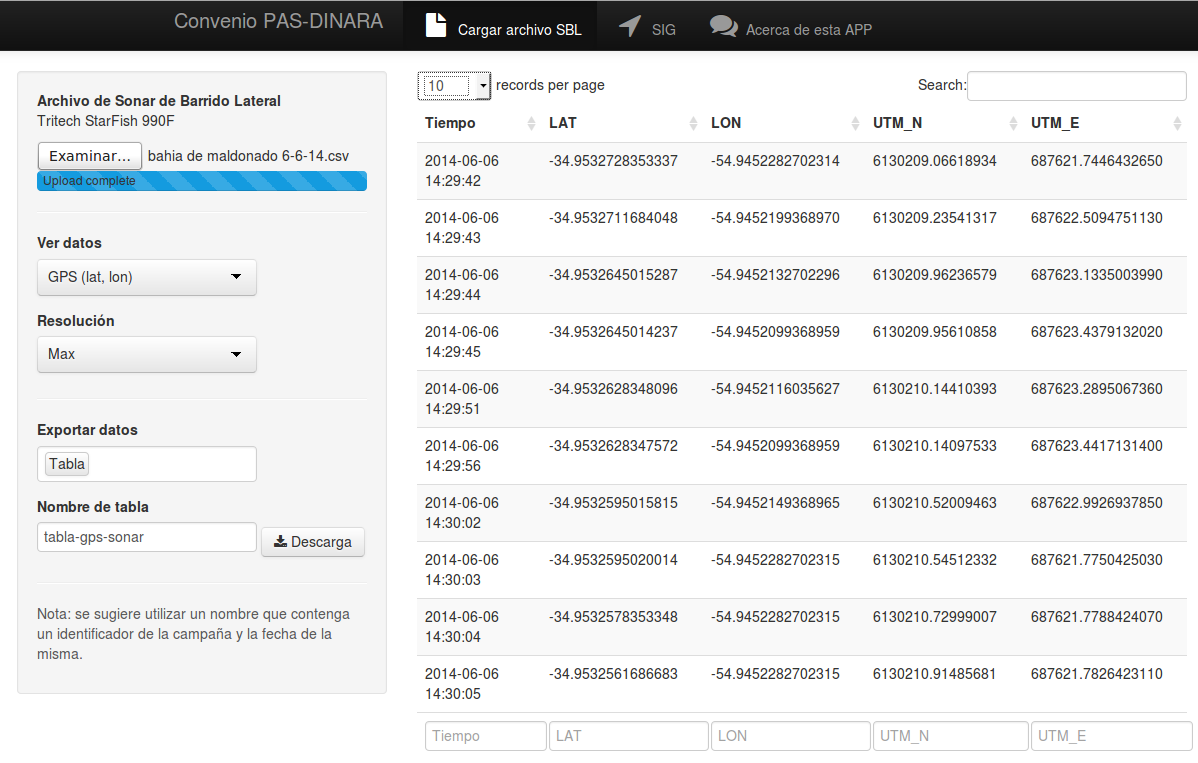 Convenio PAS-DINARA
Cargar archivo SBL
SIG
Acerca de esta APP
Archivo de Sonar de Barrido Lateral
Tritech StarFish 990F
Examinar... bahia de maldonado 6-6-14.csv
Upload complete
Ver datos
GPS (lat, lon)
Resolución
Max
Exportar datos
Tabla
Nombre de tabla
tabla-gps-sonar
Descarga
Nota: se sugiere utilizar un nombre que contenga
un identificador de la campaña y la fecha de la
misma.
10 records per page
Search:
Tiempo LAT LON UTM_N UTM_E
2014-06-06 -34.9532728353337 -54.9452282702314 6130209.06618934 687621.7446432650
14:29:42
2014-06-06 -34.9532711684048 -54.9452199368970 6130209.23541317 687622.5094751130
14:29:43
2014-06-06 -34.9532645015287 -54.9452132702296 6130209.96236579 687623.1335003990
14:29:44
2014-06-06 -34.9532645014237 -54.9452099368959 6130209.95610858 687623.4379132020
14:29:45
2014-06-06 -34.9532628348096 -54.9452116035627 6130210.14410393 687623.2895067360
14:29:51
2014-06-06 -34.9532628347572 -54.9452099368959 6130210.14097533 687623.4417131400
14:29:56
2014-06-06 -34.9532595015815 -54.9452149368965 6130210.52009463 687622.9926937850
14:30:02
2014-06-06 -34.9532595020014 -54.9452282702315 6130210.54512332 687621.7750425030
14:30:03
2014-06-06 -34.9532578353348 -54.9452282702315 6130210.72999007 687621.7788424070
14:30:04
2014-06-06 -34.9532561686683 -54.9452282702315 6130210.91485681 687621.7826423110
14:30:05
Tiempo LAT LON UTM_N UTM_E